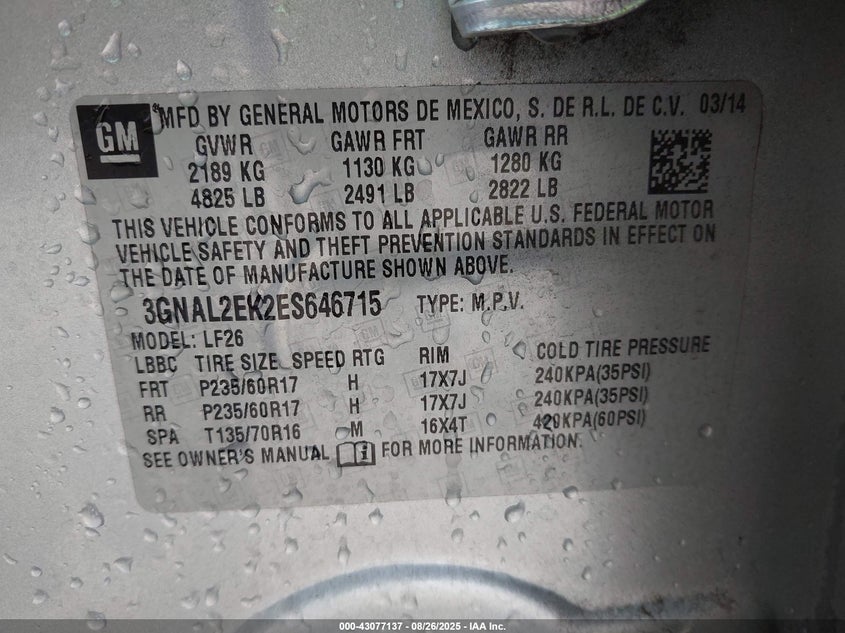 GM
MFD BY GENERAL MOTORS DE MEXICO, S. DE R.L. DE C.V. 03/14
GVWR GAWR FRT GAWR RR
2189 KG 1130 KG 1280 KG
4825 LB 2491 LB 2822 LB
THIS VEHICLE CONFORMS TO ALL APPLICABLE U.S. FEDERAL MOTOR
VEHICLE SAFETY AND THEFT PREVENTION STANDARDS IN EFFECT ON
THE DATE OF MANUFACTURE SHOWN ABOVE.
3GNAL2EK2ES646715 TYPE: M.P.V.
MODEL: LF26
LBBC TIRE SIZE SPEED RTG RIM COLD TIRE PRESSURE
FRT P235/60R17 H 17X7J 240KPA(35PSI)
RR P235/60R17 H 17X7J 240KPA(35PSI)
SPA T135/70R16 M 16X4T 420KPA(60PSI)
SEE OWNER'S MANUAL i FOR MORE INFORMATION.
000-43077137 - 08/26/2025 - IAA Inc.